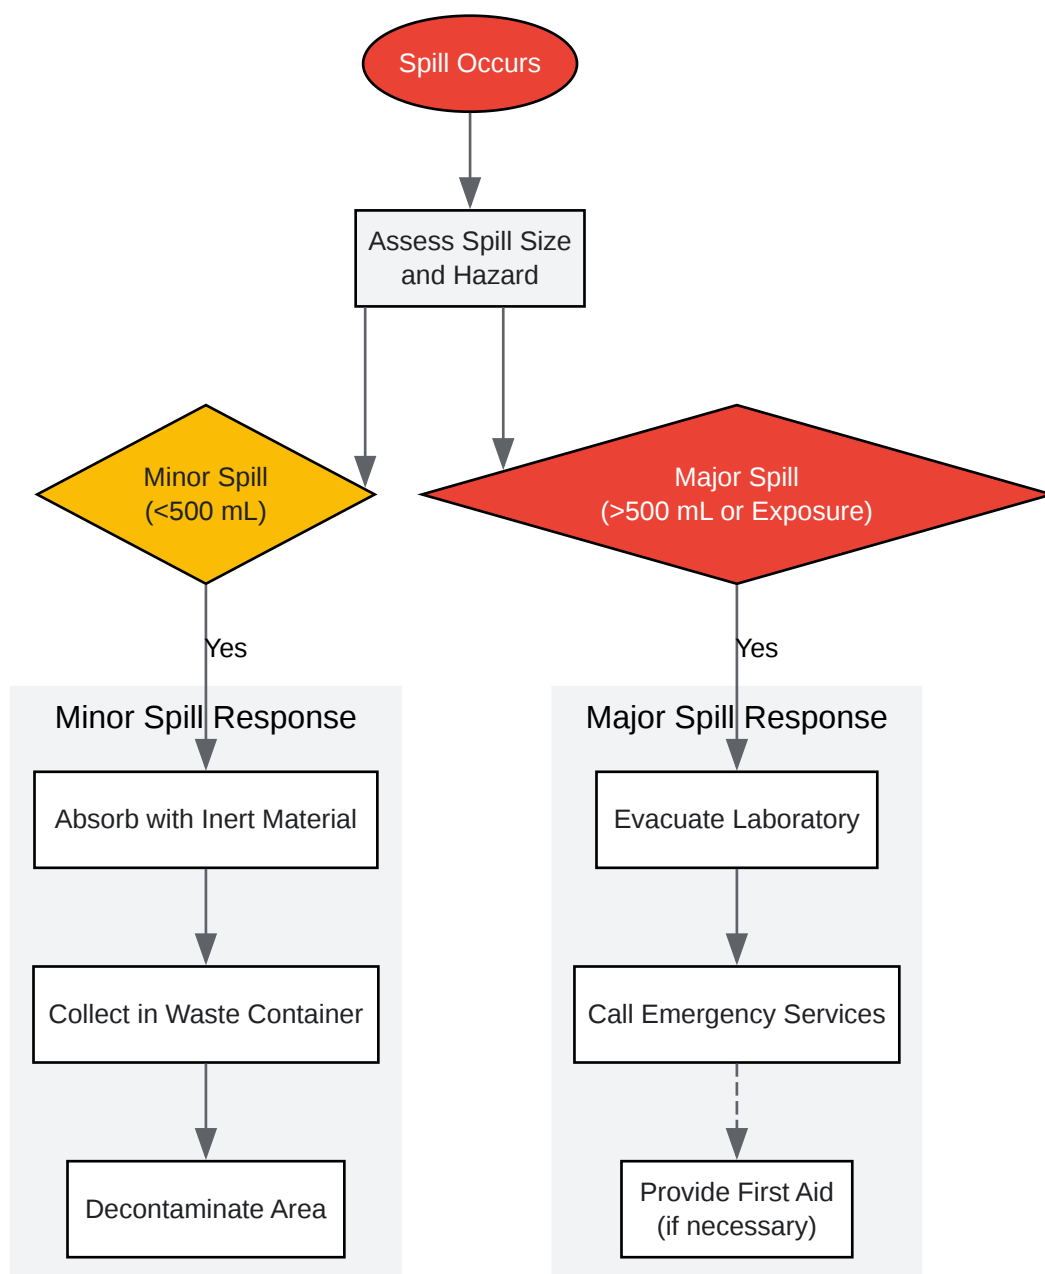 Spill Occurs
Assess Spill Size
and Hazard
Minor Spill
(<500 mL)
Major Spill
(>500 mL or Exposure)
Yes
Yes
Minor Spill Response
Major Spill Response
Absorb with Inert Material
Evacuate Laboratory
Collect in Waste Container
Call Emergency Services
Decontaminate Area
Provide First Aid
(if necessary)